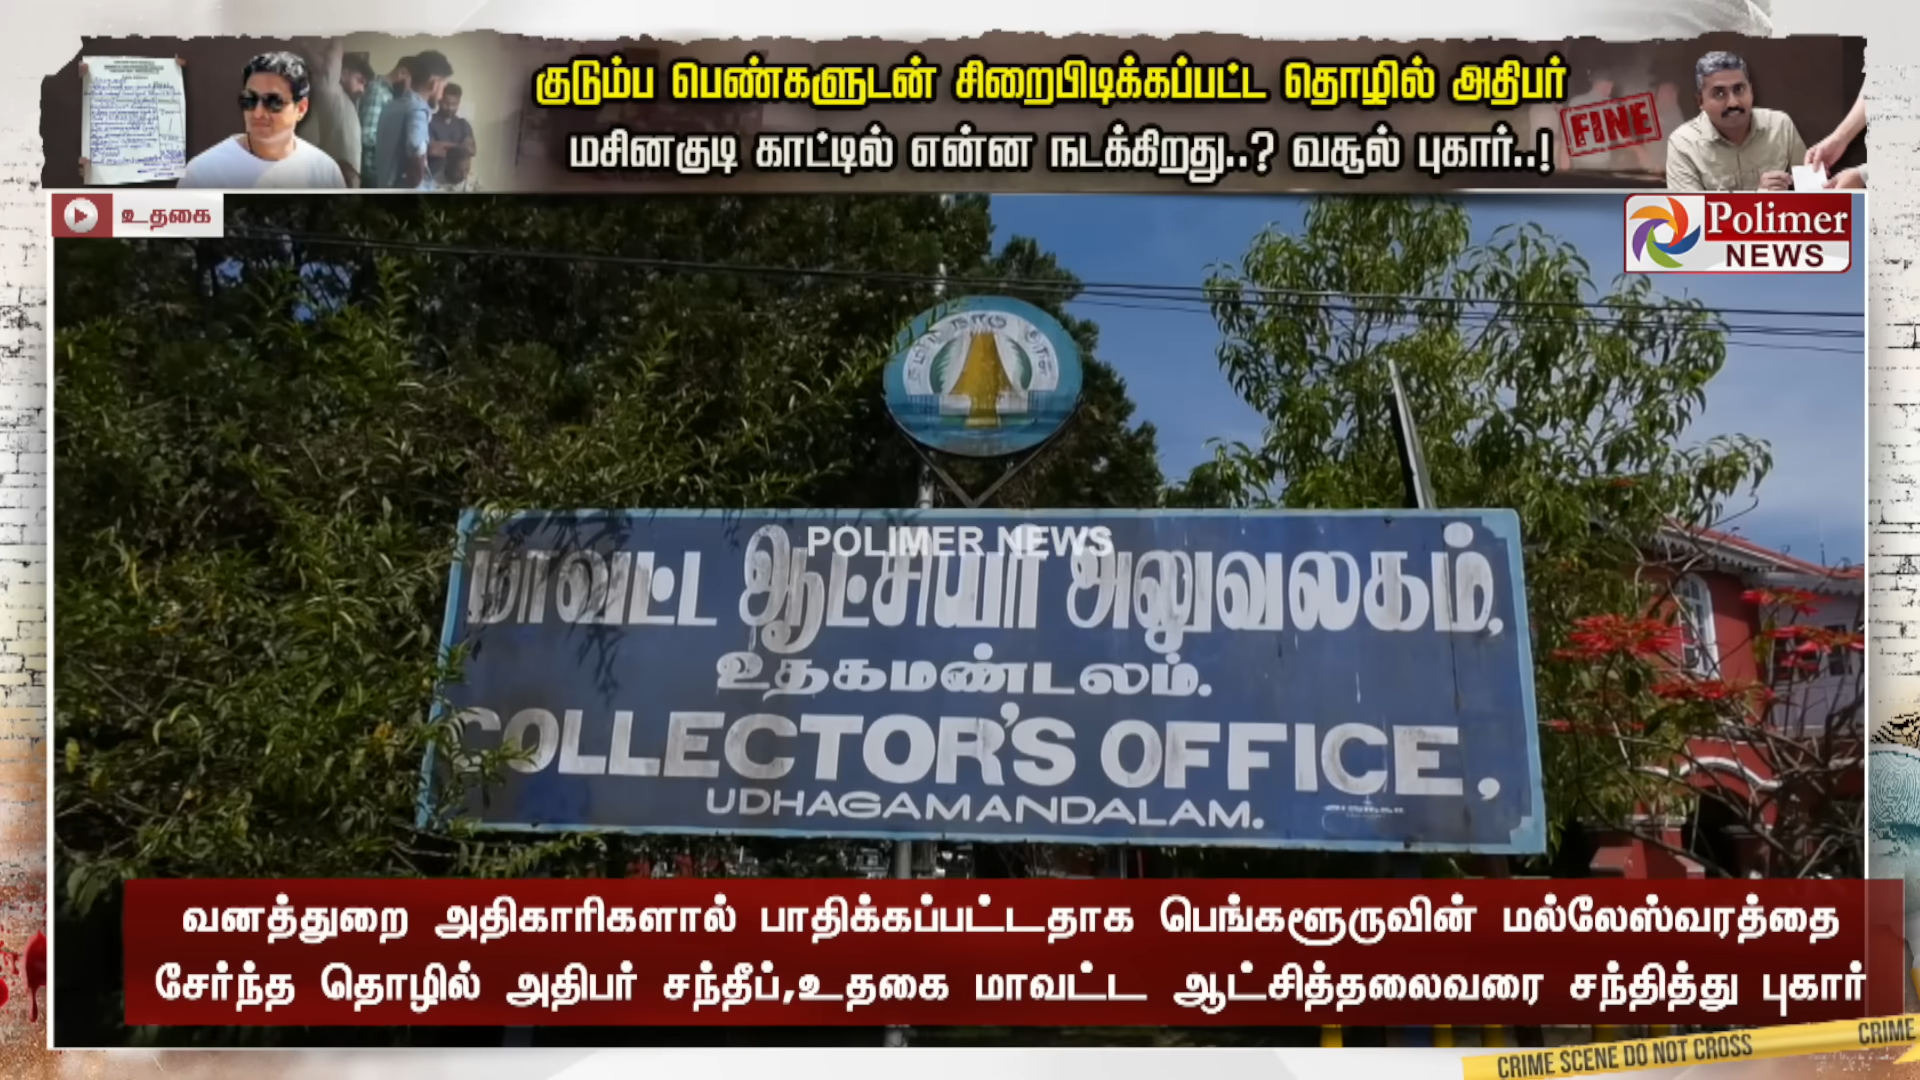 குடும்ப பெண்களுடன் சிறைபிடிக்கப்பட்ட தொழில் அதிபர்
மசினகுடி காட்டில் என்ன நடக்கிறது..? வசூல் புகார்..!
FINE
உதகை
Polimer
NEWS
தமிழ் நாடு அரசு
POLIMER NEWS
மாவட்ட ஆட்சியர் அலுவலகம்,
உதகமண்டலம்.
COLLECTOR'S OFFICE,
UDHAGAMANDALAM.
வனத்துறை அதிகாரிகளால் பாதிக்கப்பட்டதாக பெங்களூருவின் மல்லேஸ்வரத்தை
சேர்ந்த தொழில் அதிபர் சந்தீப்,உதகை மாவட்ட ஆட்சித்தலைவரை சந்தித்து புகார்
CRIME SCENE DO NOT CROSS
CRIME